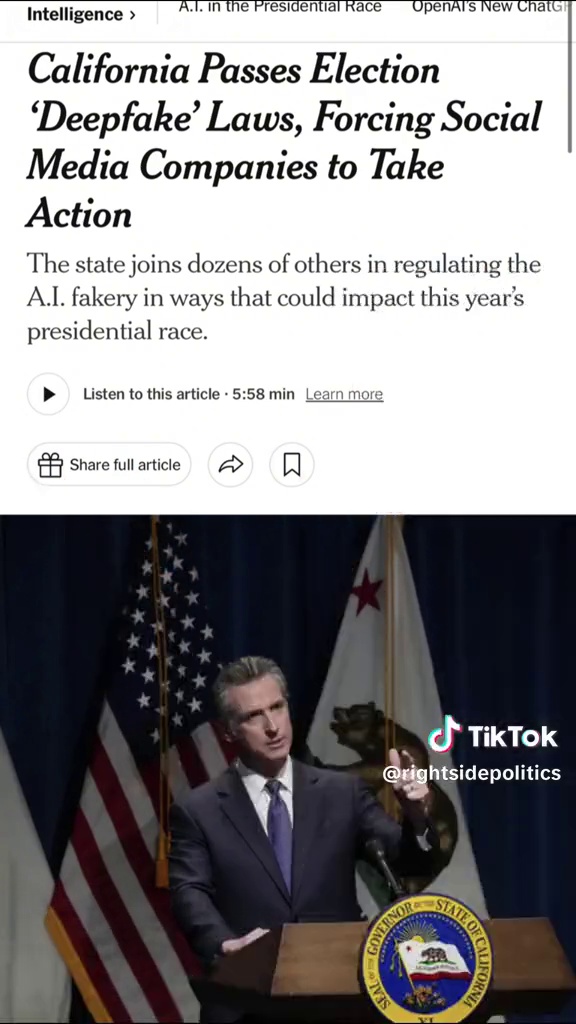 Intelligence >
A.I. in the Presidential Race
OpenAI's New ChatG
California Passes Election
'Deepfake' Laws, Forcing Social
Media Companies to Take
Action
The state joins dozens of others in regulating the
A.I. fakery in ways that could impact this year's
presidential race.
Listen to this article · 5:58 min Learn more
Share full article
TikTok
@rightsidepolitics
SEAL OF THE GOVERNOR OF THE STATE OF CALIFORNIA